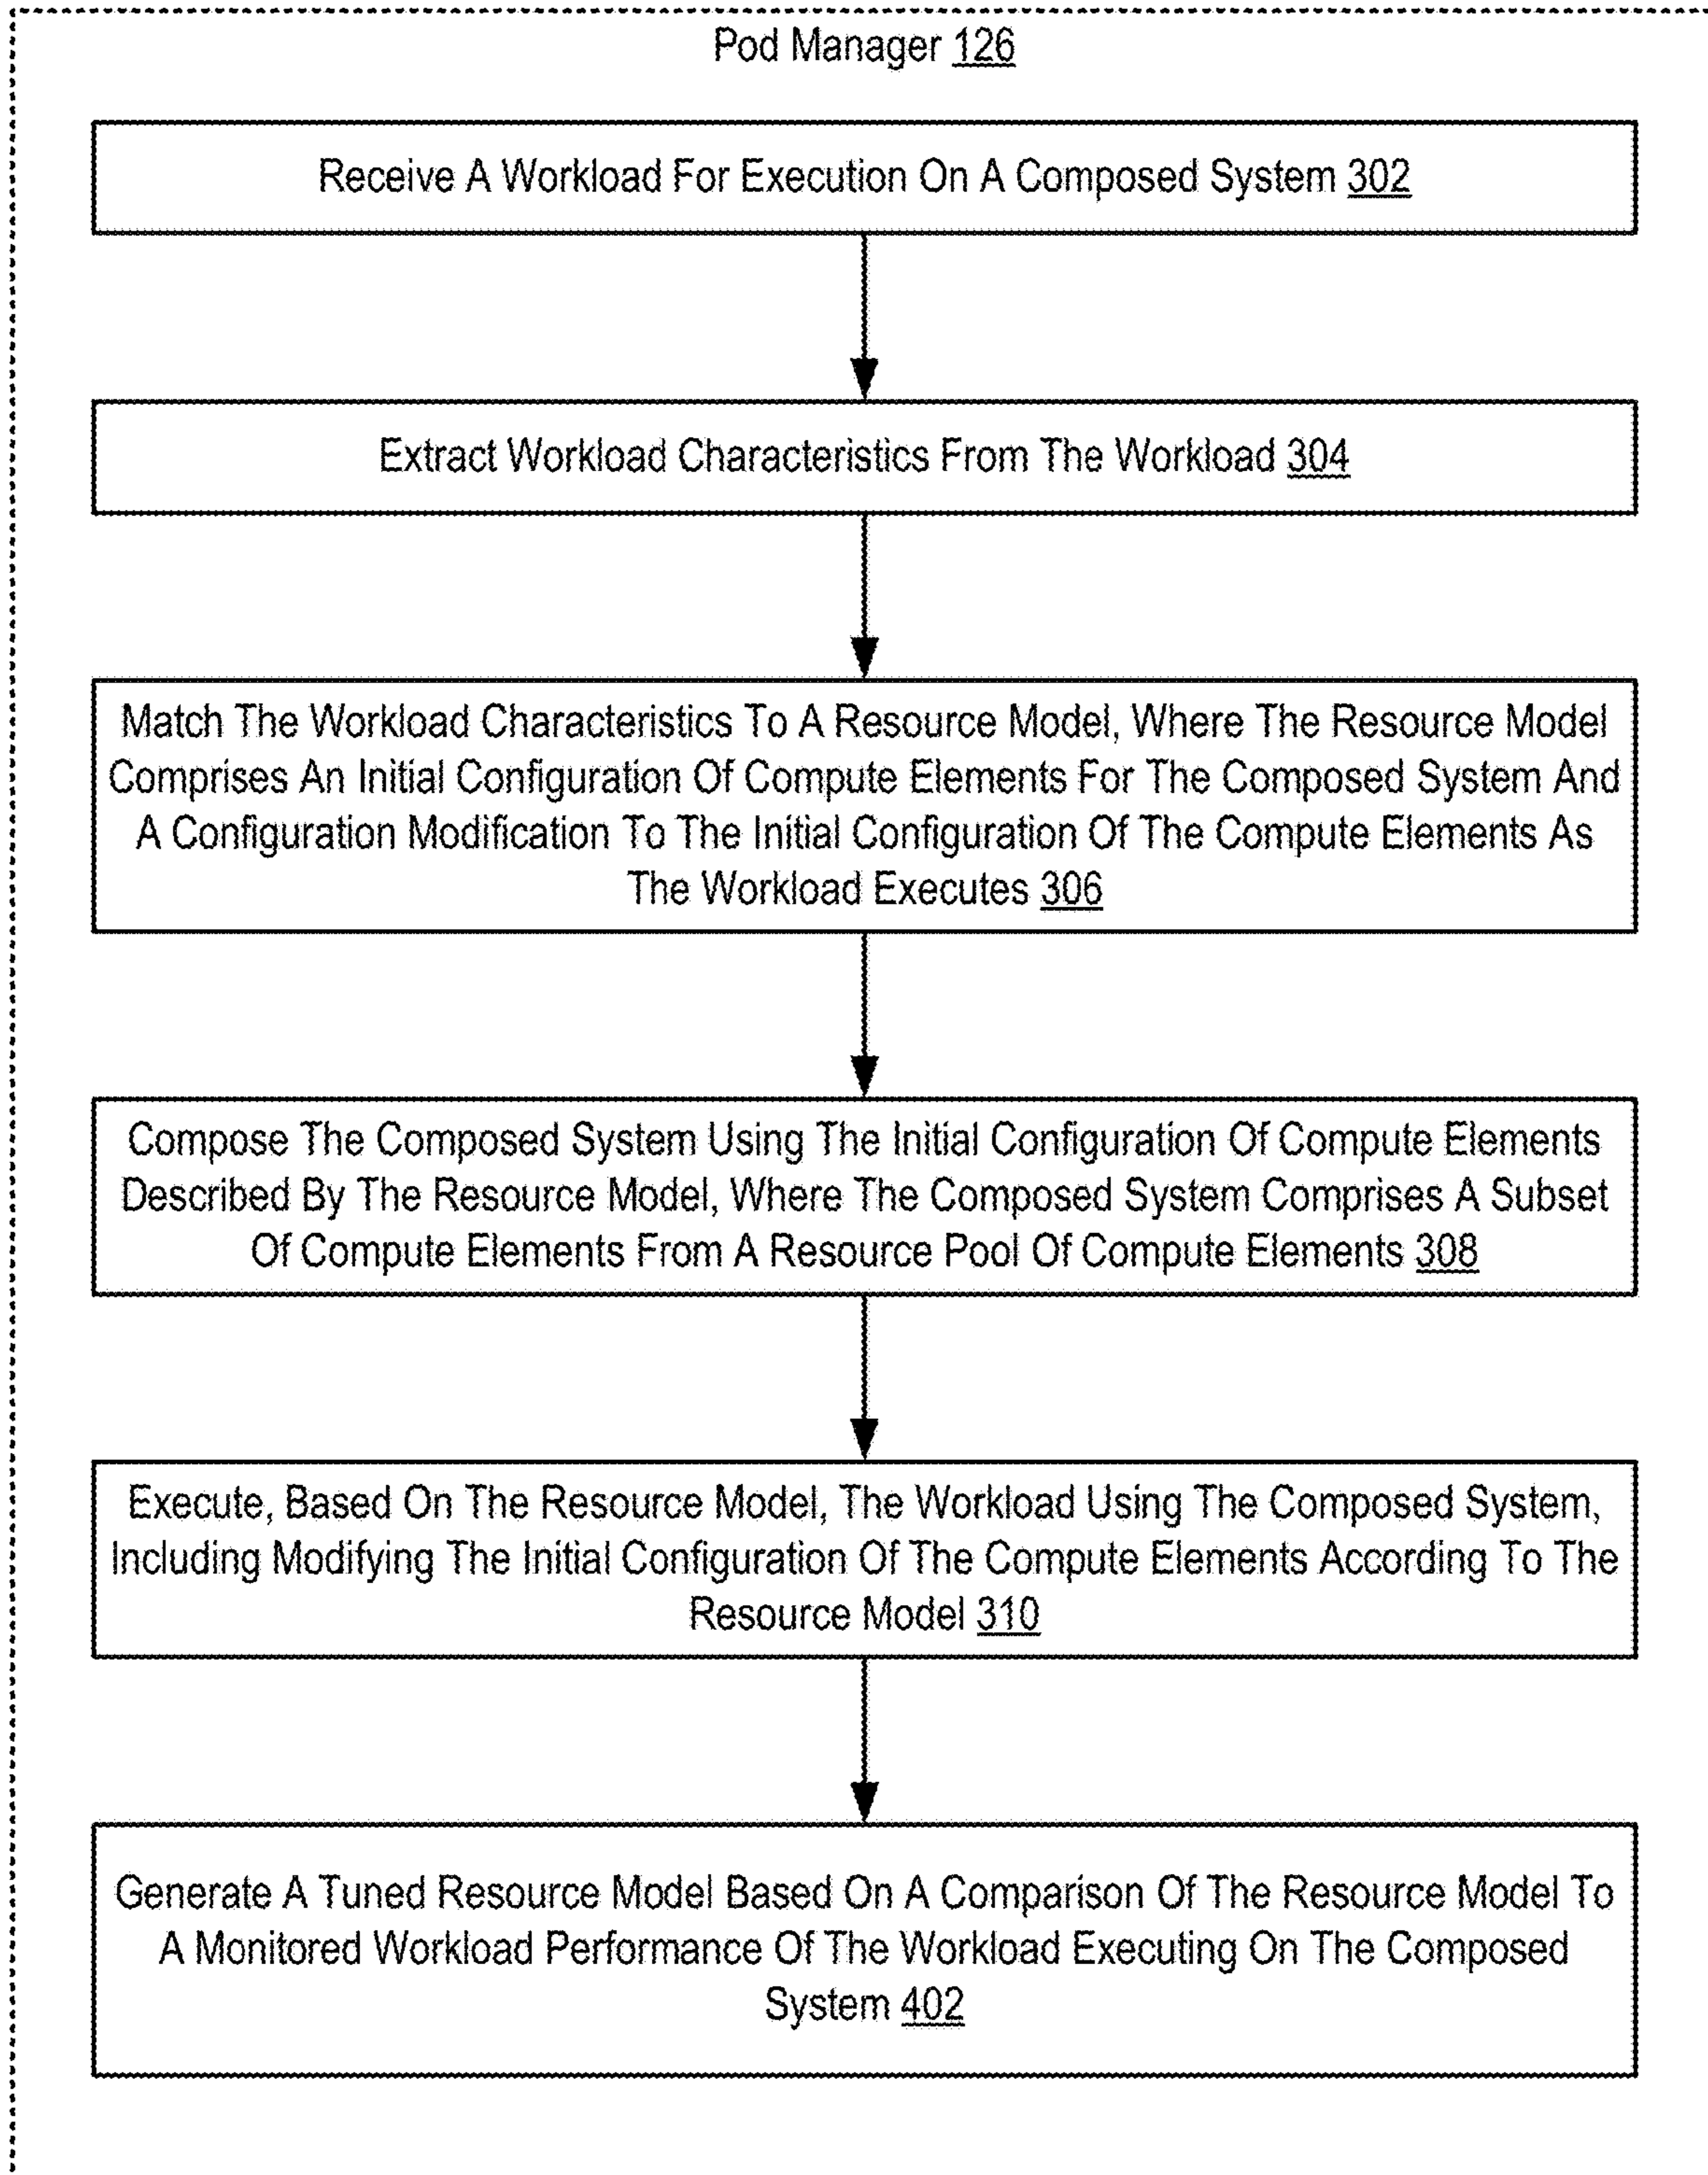 Pod Manager 126
Receive A Workload For Execution On A Composed System 302
Extract Workload Characteristics From The Workload 304
Match The Workload Characteristics To A Resource Model, Where The Resource Model
Comprises An Initial Configuration Of Compute Elements For The Composed System And
A Configuration Modification To The Initial Configuration Of The Compute Elements As
The Workload Executes 306
Compose The Composed System Using The Initial Configuration Of Compute Elements
Described By The Resource Model, Where The Composed System Comprises A Subset
Of Compute Elements From A Resource Pool Of Compute Elements 308
Execute, Based On The Resource Model, The Workload Using The Composed System,
Including Modifying The Initial Configuration Of The Compute Elements According To The
Resource Model 310
Generate A Tuned Resource Model Based On A Comparison Of The Resource Model To
A Monitored Workload Performance Of The Workload Executing On The Composed
System 402